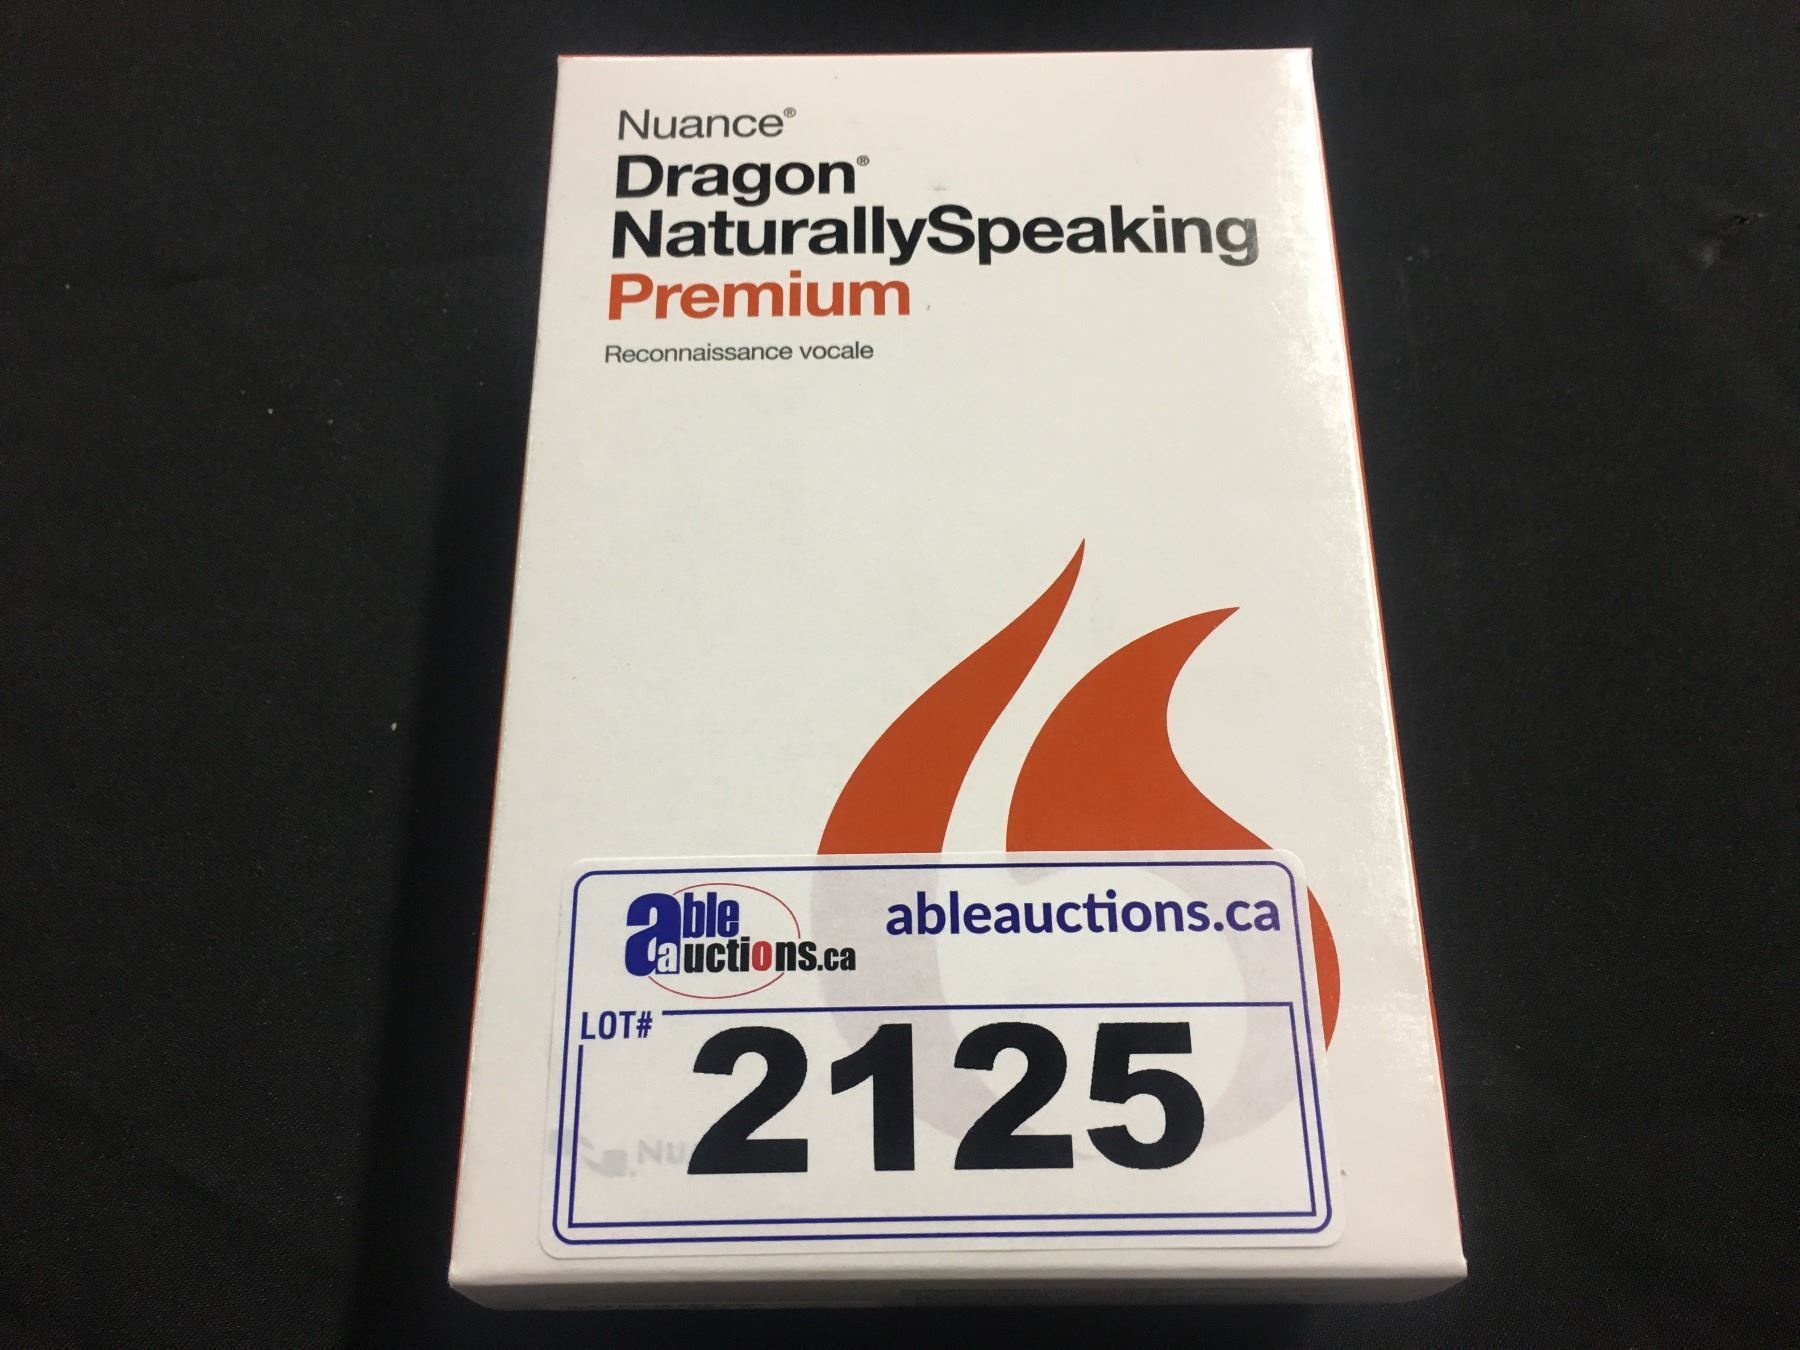 Nuance®
Dragon®
NaturallySpeaking
Premium
Reconnaissance vocale
able auctions.ca
ableauctions.ca
LOT#
2125